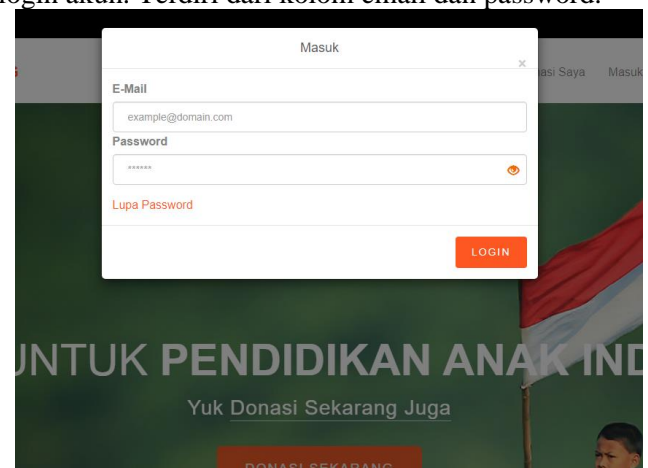 login akun. Terdiri dari kolom email dan password.
Masuk
×
asi Saya Masuk
E-Mail
example@domain.com
Password
******
Lupa Password
LOGIN
UNTUK PENDIDIKAN ANAK IND
Yuk Donasi Sekarang Juga
DONASI SEKARANG